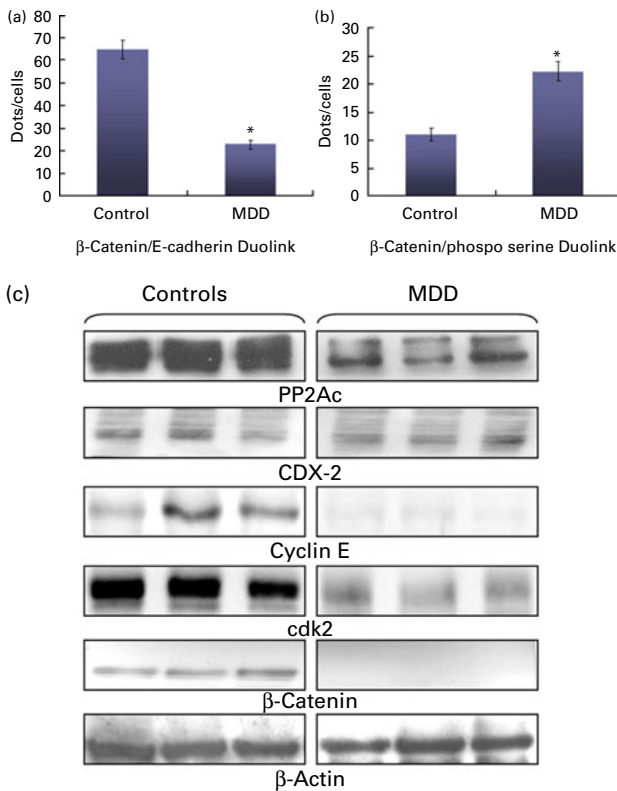 (a)
80
70
60
50
40
30
20
10
0
Dots/cells
*
Control MDD
β-Catenin/E-cadherin Duolink
(b)
30
25
20
15
10
5
0
Dots/cells
*
Control MDD
β-Catenin/phospo serine Duolink
(c)
Controls MDD
PP2Ac
CDX-2
Cyclin E
cdk2
β-Catenin
β-Actin